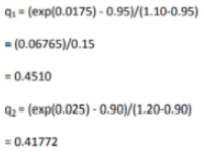 q₁ = (exp(0.0175) - 0.95)/(1.10-0.95)
= (0.06765)/0.15
= 0.4510
q₂ = (exp(0.025) - 0.90)/(1.20-0.90)
= 0.41772